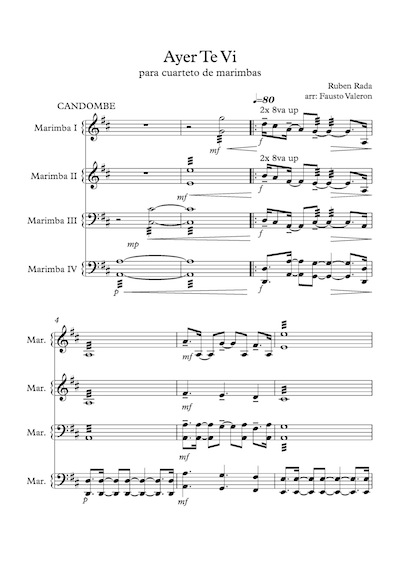 Ayer Te Vi
para cuarteto de marimbas
Ruben Rada
arr: Fausto Valeron
CANDOMBE
♩=80
2x 8va up
Marimba I
mf
f
2x 8va up
Marimba II
mf
f
Marimba III
mp
f
Marimba IV
p
f
4
Mar.
mf
Mar.
mf
Mar.
mf
Mar.
mf